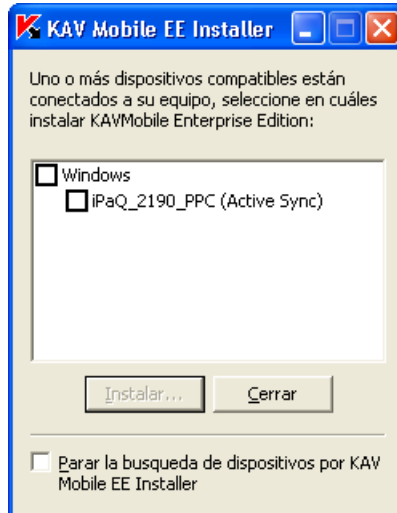 KAV Mobile EE Installer
Uno o más dispositivos compatibles están
conectados a su equipo, seleccione en cuáles
instalar KAVMobile Enterprise Edition:
Windows
iPaQ_2190_PPC (Active Sync)
Instalar... Cerrar
Parar la busqueda de dispositivos por KAV
Mobile EE Installer